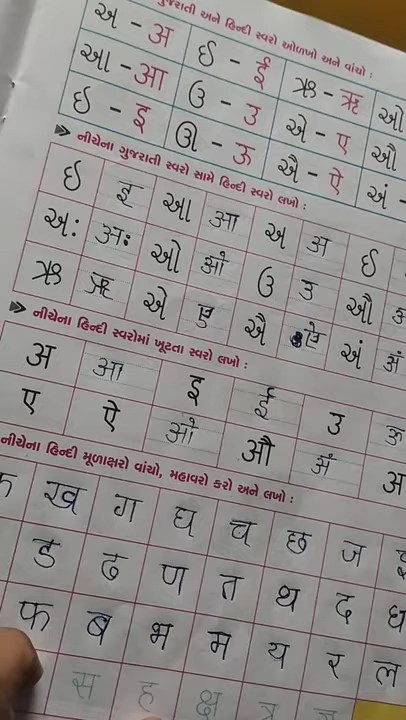 ગુજરાતી અને હિન્દી સ્વરો ઓળખો અને વાંચો :
અ - अ ઈ - ई ઋ - ऋ ઓ
આ - आ ઉ - उ એ - ए ઔ
ઇ - इ ઊ - ऊ ઐ - ऐ અં -
નીચેના ગુજરાતી સ્વરો સામે હિન્દી સ્વરો લખો :
ઇ इ આ आ અ अ ઈ
અઃ अः ઓ ओ ઉ उ ઔ
ઋ ऋ એ ए ઐ અં अं
નીચેના હિન્દી સ્વરોમાં ખૂટતા સ્વરો લખો :
अ आ इ ई उ ऊ
ए ऐ ओ औ अं अ
નીચેના હિન્દી મૂળાક્ષરો વાંચો, મહાવરો કરો અને લખો :
क ख ग घ च छ ज
ड ढ ण त थ द ध
फ ब भ म य र ल
स ह क्ष त्र